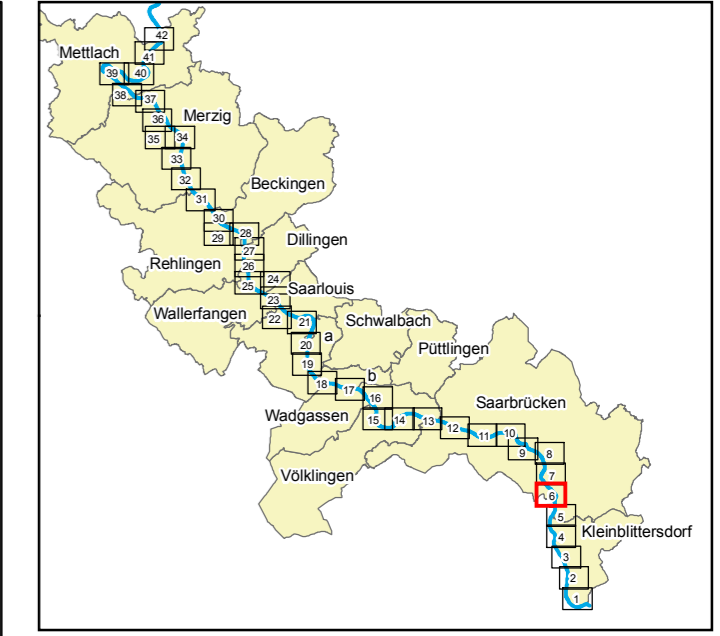 42
Mettlach
41
39
40
38
37
36
Merzig
35
34
33
32
Beckingen
31
30
29
28
Dillingen
27
Rehlingen
26
25
24
Saarlouis
23
Wallerfangen
22
21
Schwalbach
a
20
Püttlingen
19
b
18
17
16
Saarbrücken
Wadgassen
15
14
13
12
11
10
9
8
Völklingen
7
6
5
Kleinblittersdorf
4
3
2
1